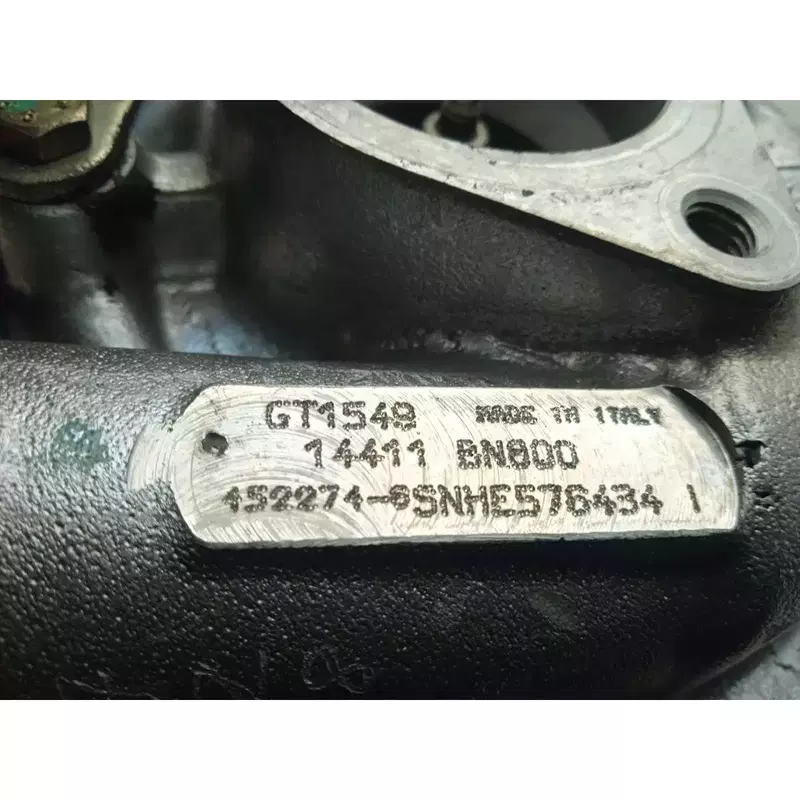 GT1549 MADE IN ITALY
14411 BN800
452274-6SNHE576434 I